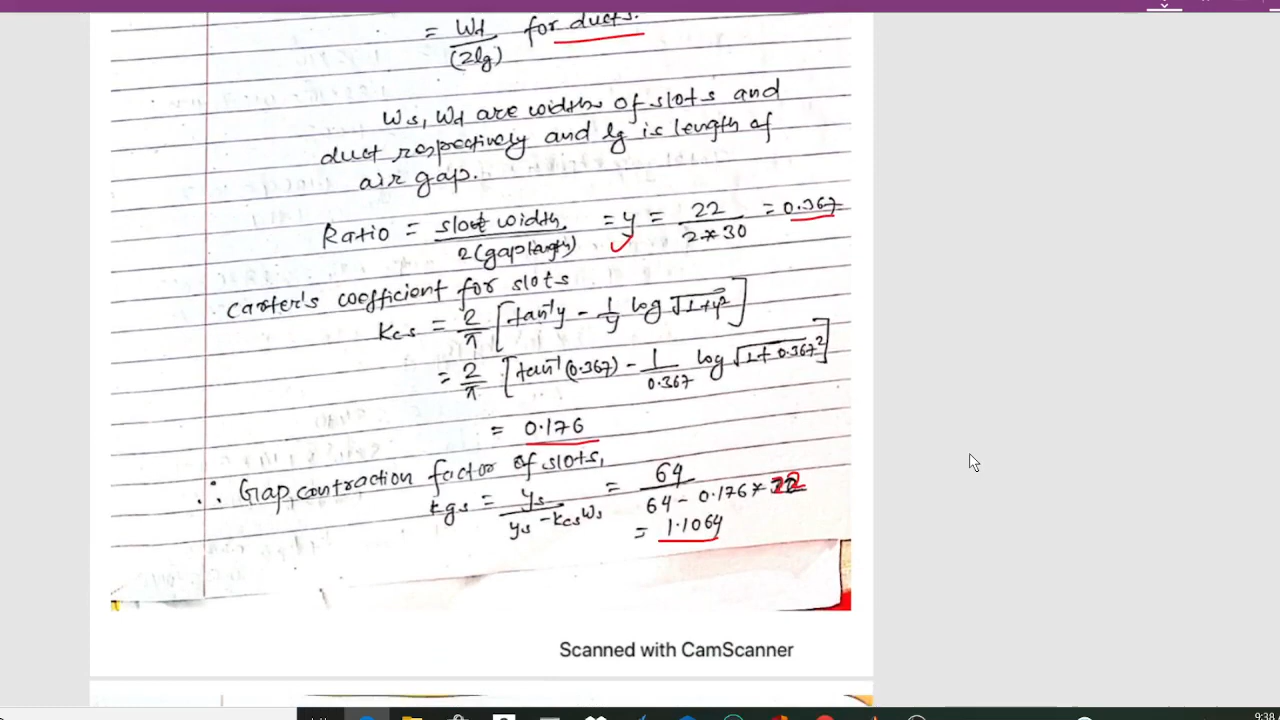 = Wd/(2lg) for ducts.
Ws, Wd are widths of slots and
duct respectively and lg is length of
air gap.
Ratio = slot width/2(gap length) = y = 22/2*30 = 0.367
Carter's coefficient for slots
Kcs = 2/π [tan⁻¹y - 1/y log √1+y²]
= 2/π [tan⁻¹(0.367) - 1/0.367 log √1+0.367²]
= 0.176
∴ Gap contraction factor of slots,
kgs = ys/ys-kcsWs = 64/64-0.176*22
= 1.1064
Scanned with CamScanner
9:38